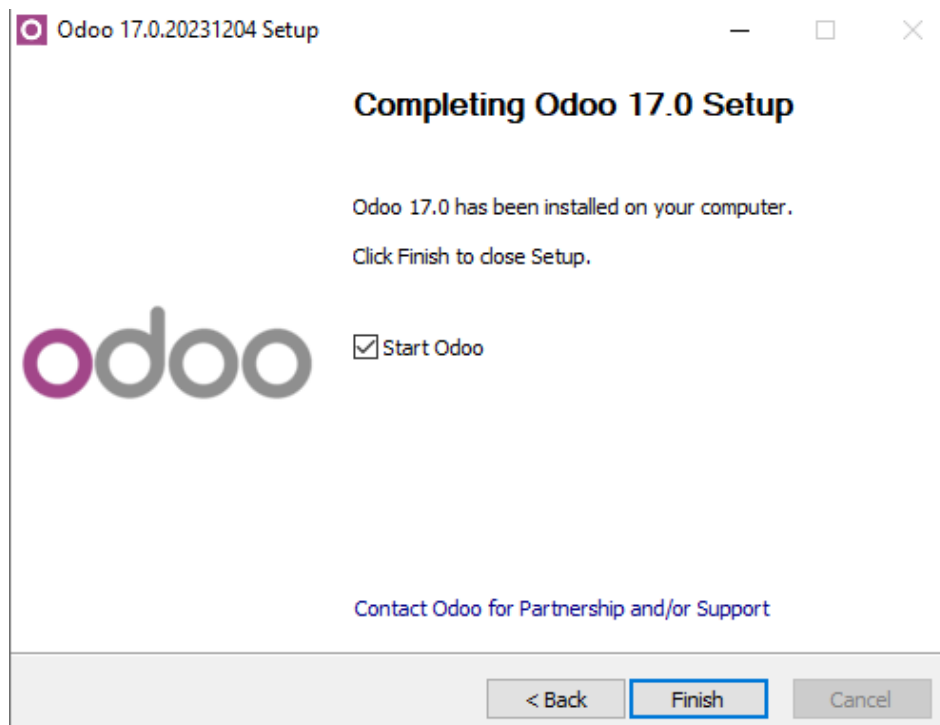 Odoo 17.0.20231204 Setup
Completing Odoo 17.0 Setup
Odoo 17.0 has been installed on your computer.
Click Finish to close Setup.
odoo
Start Odoo
Contact Odoo for Partnership and/or Support
< Back Finish Cancel